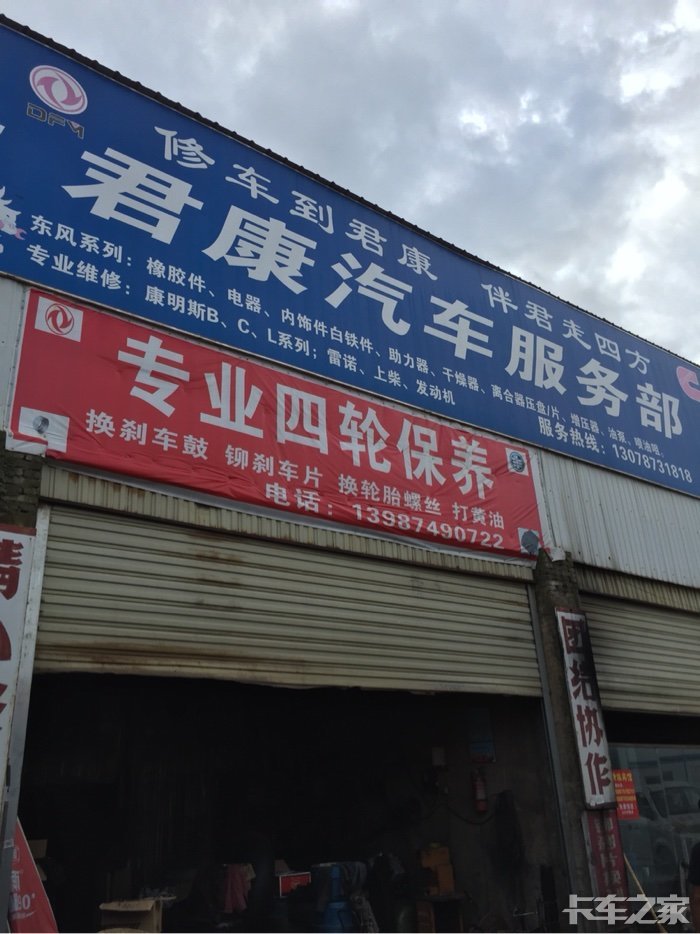 DFM
修车到君康 伴君走四方
君康汽车服务部
东风系列：橡胶件、电器、内饰件白铁件、助力器、干燥器、离合器压盘/片、增压器、油泵、喷油咀、
专业维修：康明斯B、C、L系列；雷诺、上柴、发动机
服务热线：13078731818
专业四轮保养
换刹车鼓 铆刹车片 换轮胎螺丝 打黄油
电话：13987490722
精
团结协作
卡车之家